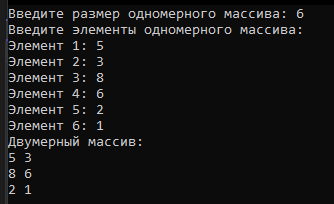 Введите размер одномерного массива: 6
Введите элементы одномерного массива:
Элемент 1: 5
Элемент 2: 3
Элемент 3: 8
Элемент 4: 6
Элемент 5: 2
Элемент 6: 1
Двумерный массив:
5 3
8 6
2 1